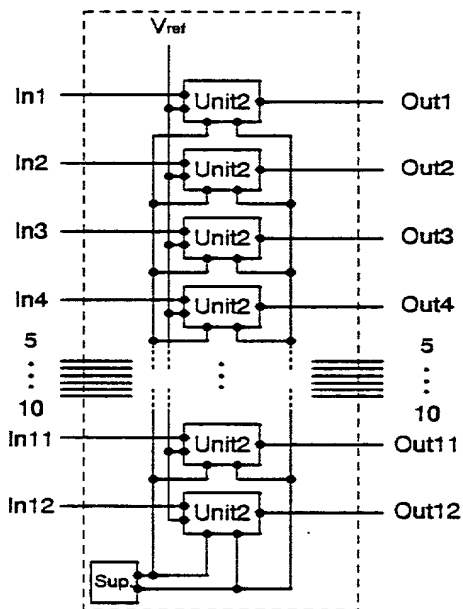 Vref
In1 Unit2 Out1
In2 Unit2 Out2
In3 Unit2 Out3
In4 Unit2 Out4
5 5
10 10
In11 Unit2 Out11
In12 Unit2 Out12
Sup.